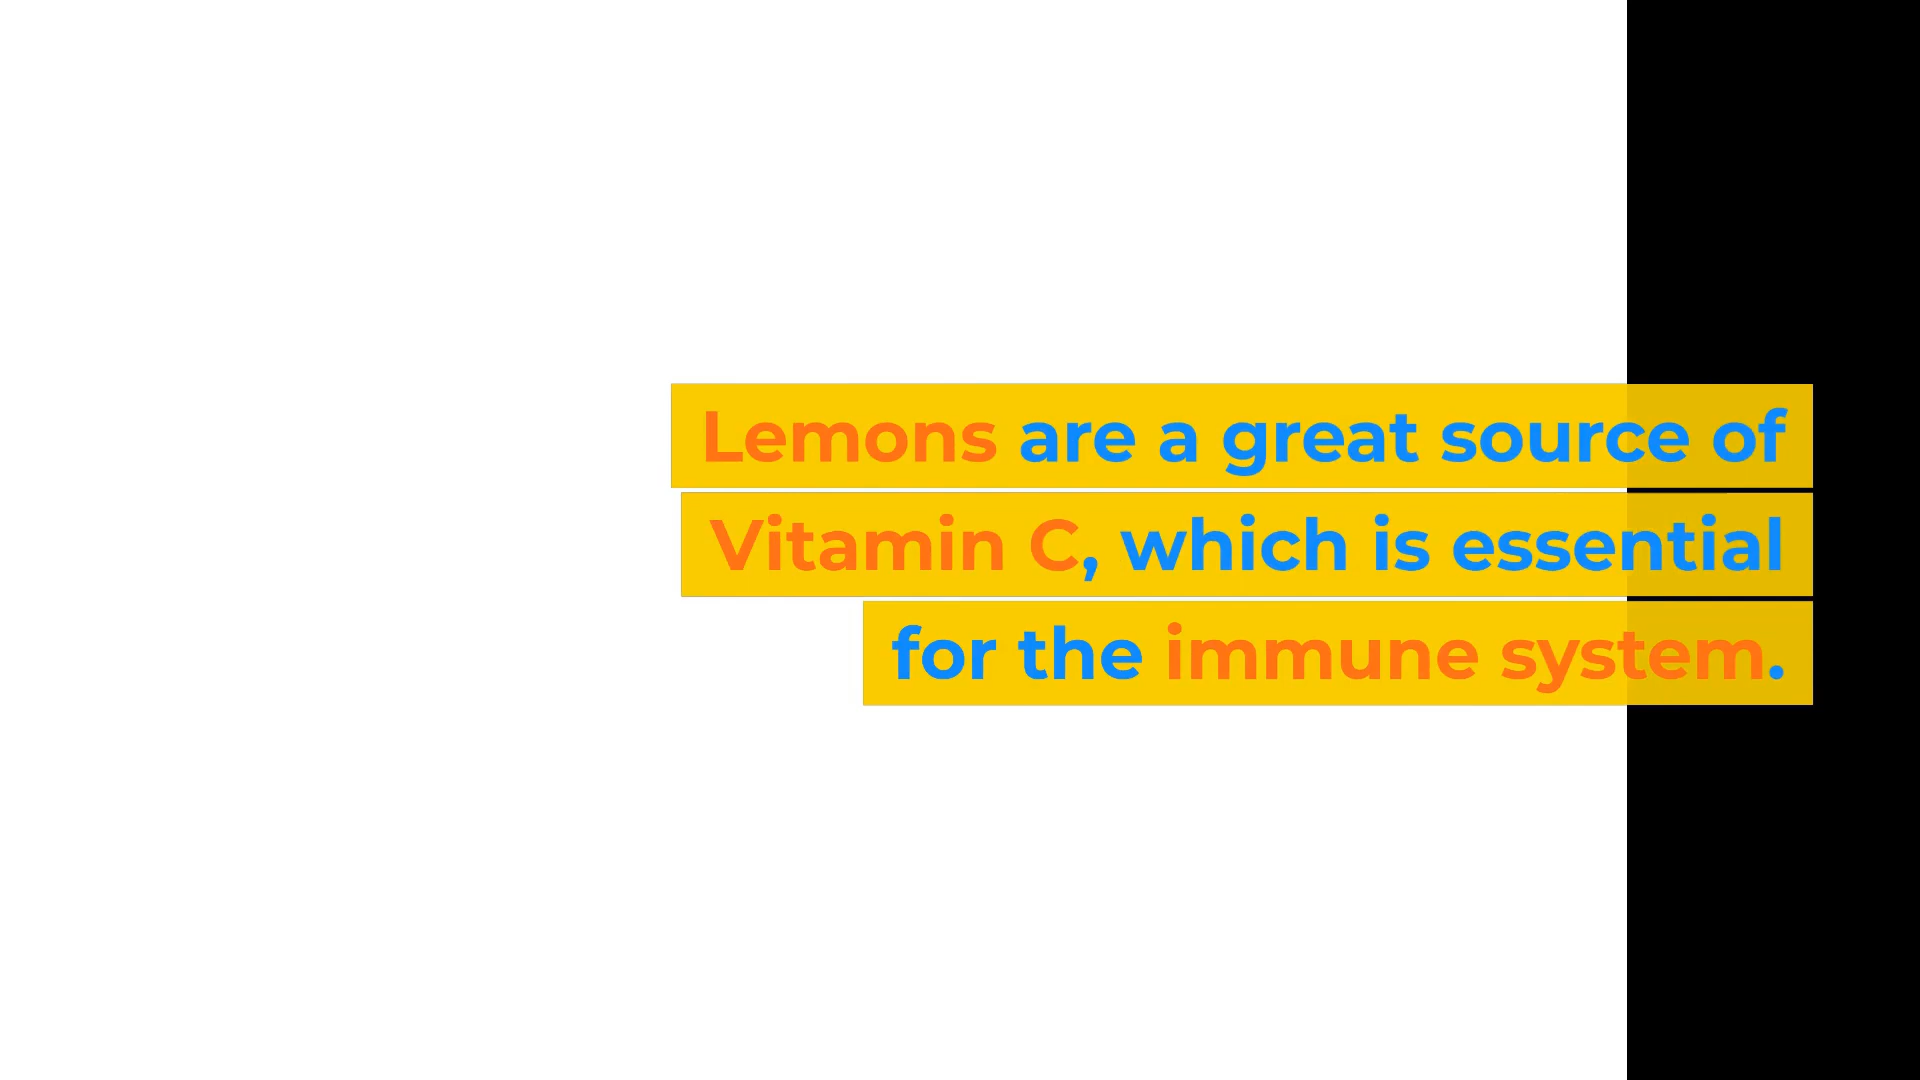 Lemons are a great source of
Vitamin C, which is essential
for the immune system.